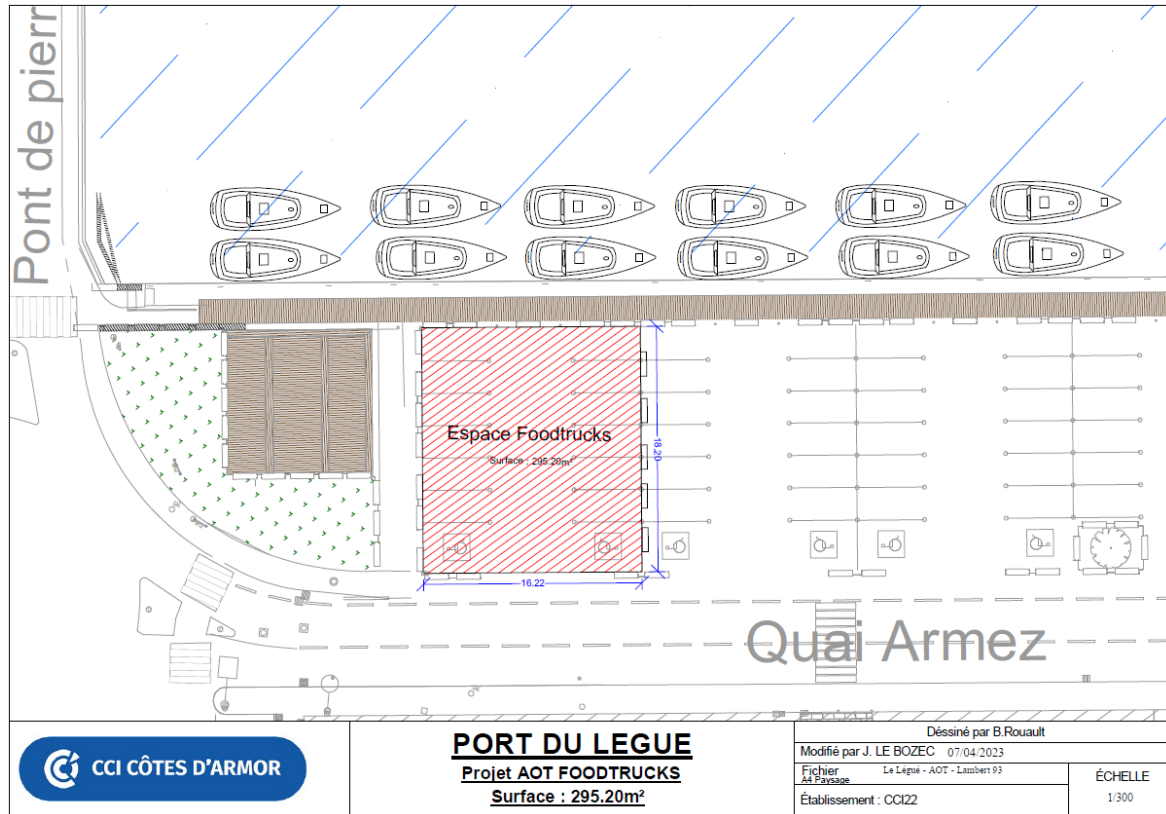 Pont de pierr
Espace Foodtrucks
Surface : 295.20m²
18.20
16.22
Quai Armez
CCI CÔTES D'ARMOR
PORT DU LEGUE
Projet AOT FOODTRUCKS
Surface : 295.20m²
Déssiné par B.Rouault
Modifié par J. LE BOZEC 07/04/2023
Fichier Le Légué - AOT - Lambert 93
A4 Paysage
Établissement : CCI22
ÉCHELLE
1/300